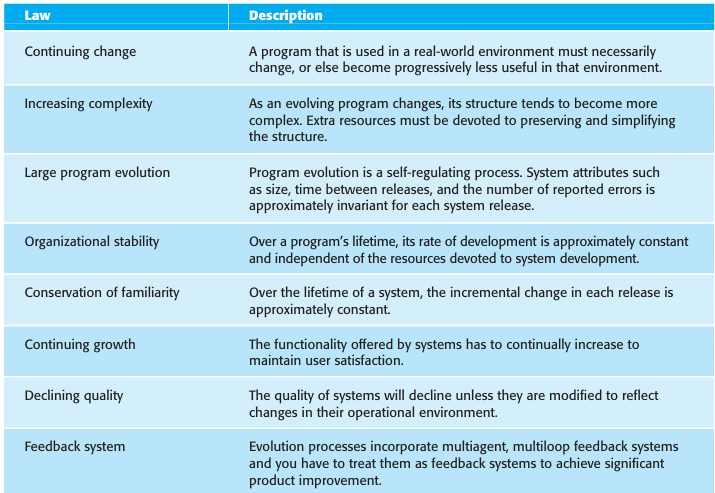 Law Description
Continuing change A program that is used in a real-world environment must necessarily
change, or else become progressively less useful in that environment.
Increasing complexity As an evolving program changes, its structure tends to become more
complex. Extra resources must be devoted to preserving and simplifying
the structure.
Large program evolution Program evolution is a self-regulating process. System attributes such
as size, time between releases, and the number of reported errors is
approximately invariant for each system release.
Organizational stability Over a program’s lifetime, its rate of development is approximately constant
and independent of the resources devoted to system development.
Conservation of familiarity Over the lifetime of a system, the incremental change in each release is
approximately constant.
Continuing growth The functionality offered by systems has to continually increase to
maintain user satisfaction.
Declining quality The quality of systems will decline unless they are modified to reflect
changes in their operational environment.
Feedback system Evolution processes incorporate multiagent, multiloop feedback systems
and you have to treat them as feedback systems to achieve significant
product improvement.